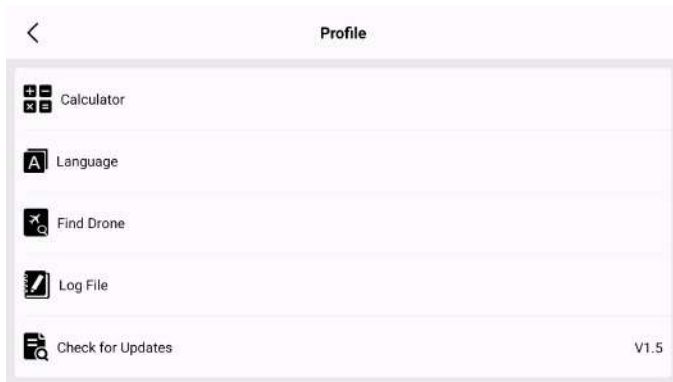 Profile
Calculator
Language
Find Drone
Log File
Check for Updates V1.5